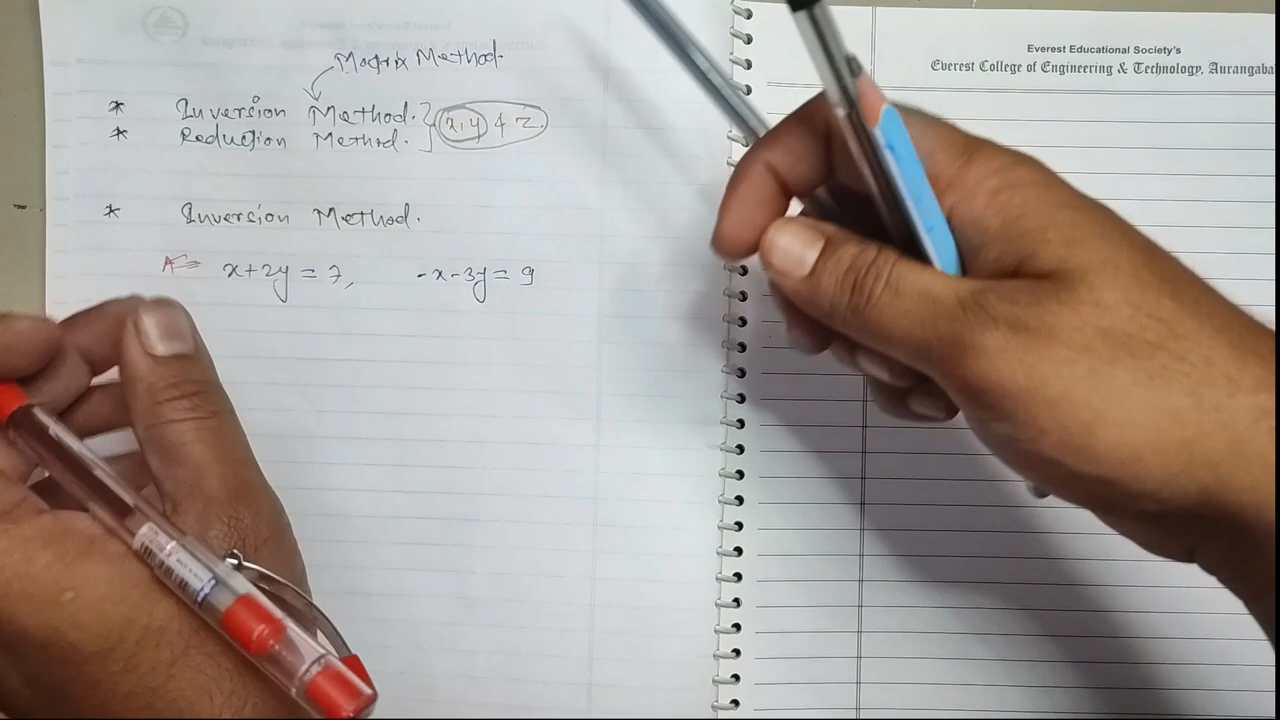 Matrix Method.
* Inversion Method. } x, y & z.
* Reduction Method.
* Inversion Method.
A ⇒ x+2y = 7, -x-3y = 9
Everest Educational Society's
Everest College of Engineering & Technology, Aurangaba